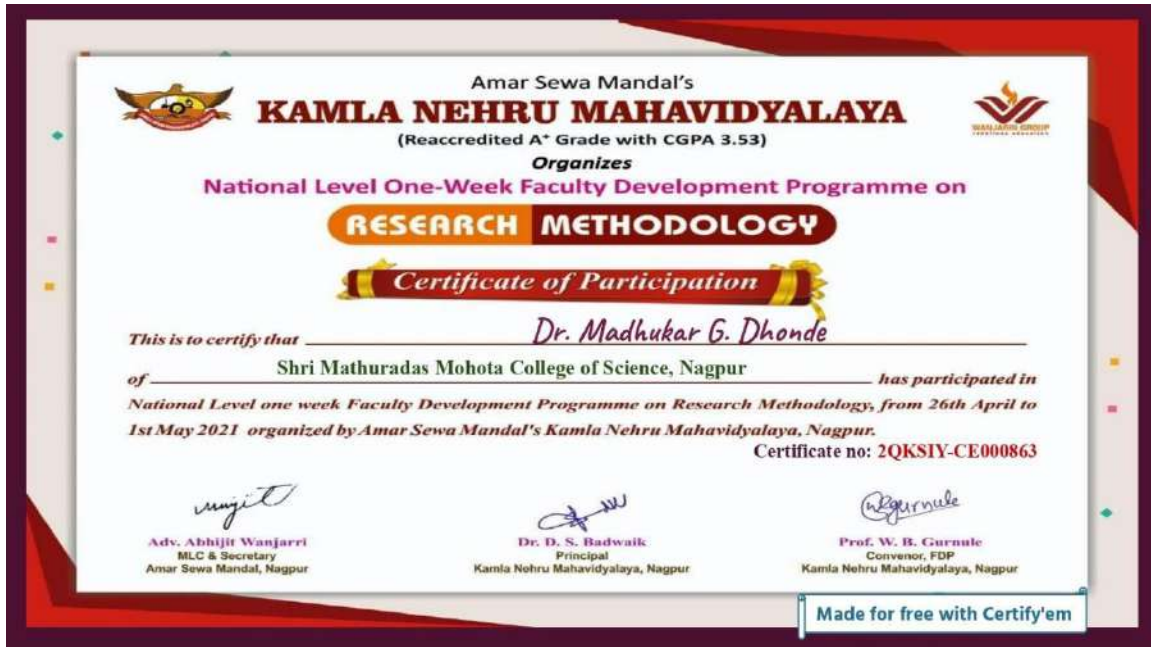 Amar Sewa Mandal's
KAMLA NEHRU MAHAVIDYALAYA
(Reaccredited A+ Grade with CGPA 3.53)
Organizes
National Level One-Week Faculty Development Programme on
RESEARCH METHODOLOGY
Certificate of Participation
This is to certify that Dr. Madhukar G. Dhonde
of Shri Mathuradas Mohota College of Science, Nagpur has participated in
National Level one week Faculty Development Programme on Research Methodology, from 26th April to
1st May 2021 organized by Amar Sewa Mandal's Kamla Nehru Mahavidyalaya, Nagpur.
Certificate no: 2QKSIY-CE000863
WANJARRI GROUP
Adv. Abhijit Wanjarri
MLC & Secretary
Amar Sewa Mandal, Nagpur
Dr. D. S. Badwaik
Principal
Kamla Nehru Mahavidyalaya, Nagpur
Wbgurnule
Prof. W. B. Gurnule
Convenor, FDP
Kamla Nehru Mahavidyalaya, Nagpur
Made for free with Certify'em